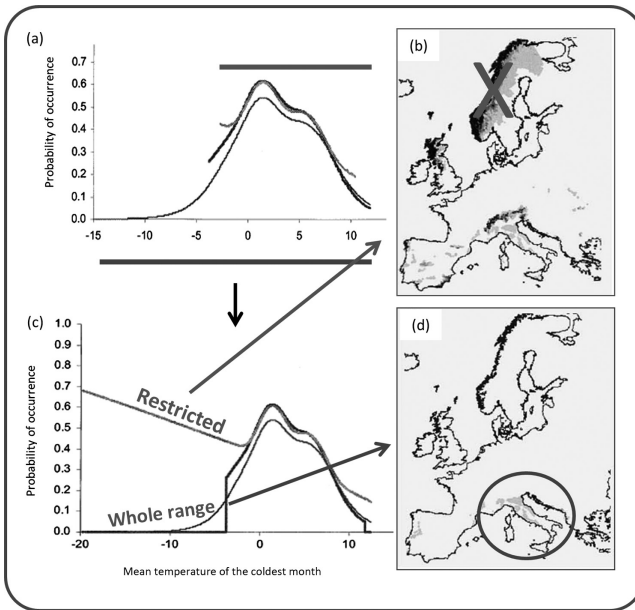 (a)
Probability of occurrence
0.7
0.6
0.5
0.4
0.3
0.2
0.1
0.0
-15 -10 -5 0 5 10
(b)
X
(c)
Probability of occurrence
1.0
0.9
0.8
0.7
0.6
0.5
0.4
0.3
0.2
0.1
0.0
Restricted
Whole range
-20 -10 0 10
Mean temperature of the coldest month
(d)